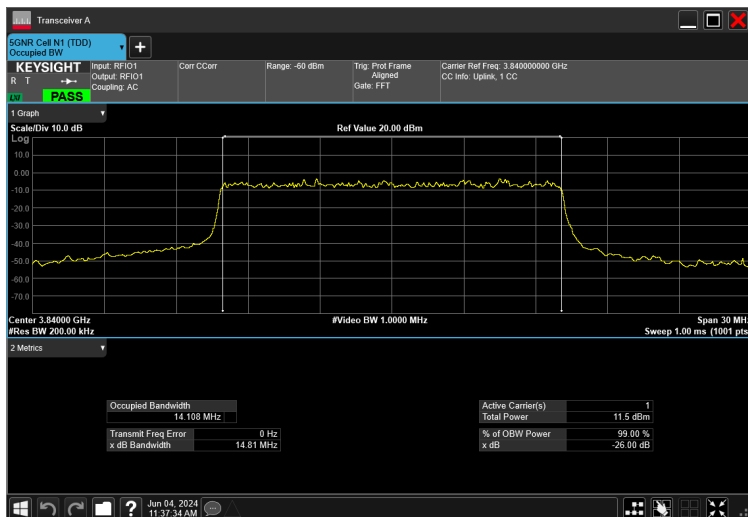 Transceiver A
5GNR Cell N1 (TDD)
Occupied BW
KEYSIGHT
R T
LXI
PASS
Input: RFIO1
Output: RFIO1
Coupling: AC
Corr CCorr
Range: -60 dBm
Trig: Prot Frame
Aligned
Gate: FFT
Carrier Ref Freq: 3.840000000 GHz
CC Info: Uplink, 1 CC
1 Graph
Scale/Div 10.0 dB
Ref Value 20.00 dBm
Log
10.0
0.00
-10.0
-20.0
-30.0
-40.0
-50.0
-60.0
-70.0
Center 3.84000 GHz
#Video BW 1.0000 MHz
Span 30 MHz
#Res BW 200.00 kHz
Sweep 1.00 ms (1001 pts
2 Metrics
Occupied Bandwidth
14.108 MHz
Transmit Freq Error 0 Hz
x dB Bandwidth 14.81 MHz
Active Carrier(s) 1
Total Power 11.5 dBm
% of OBW Power 99.00 %
x dB -26.00 dB
?
Jun 04, 2024
11:37:34 AM